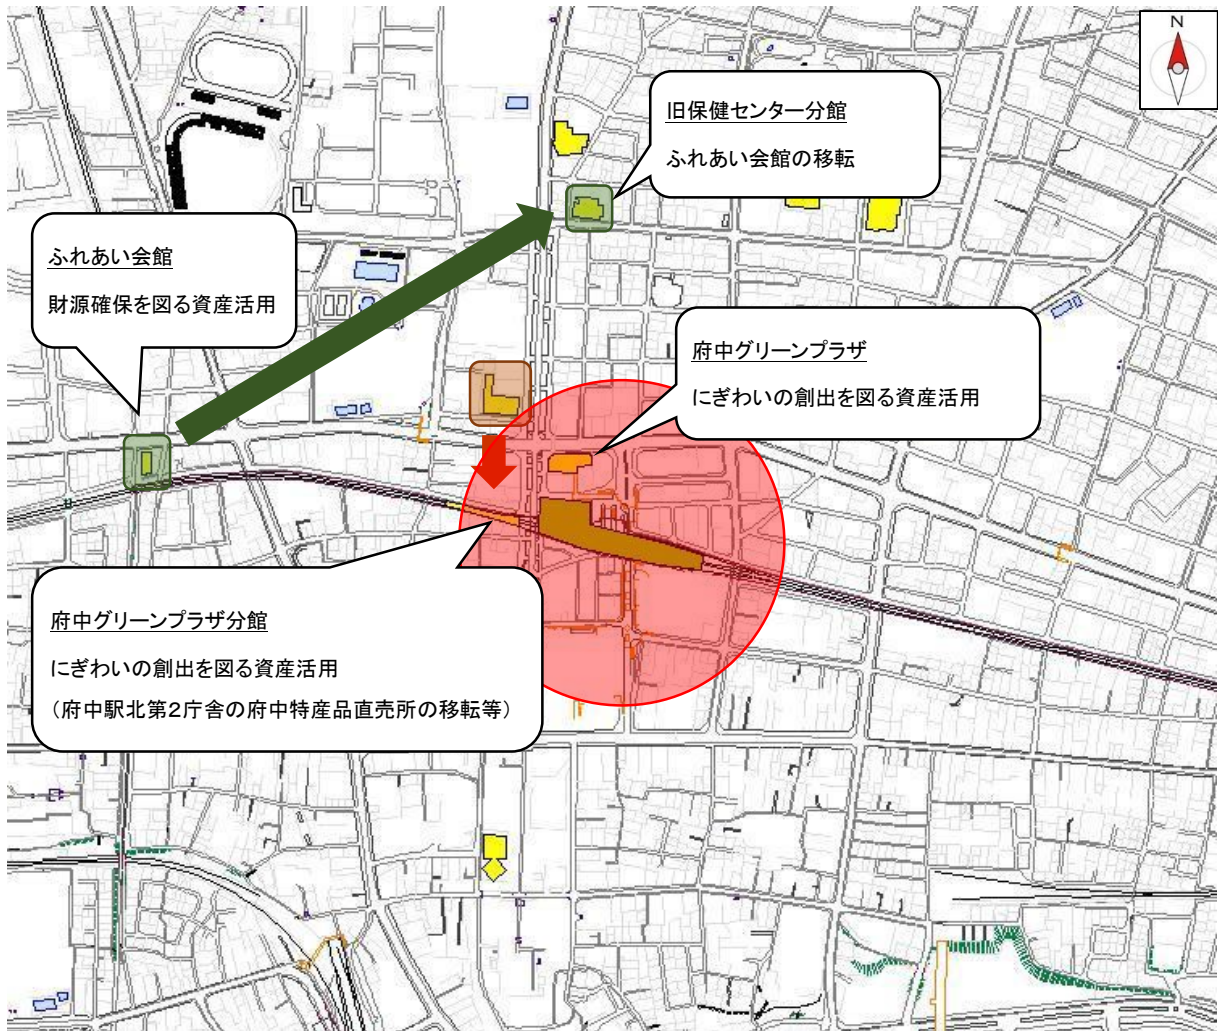 N
旧保健センター分館
ふれあい会館の移転
ふれあい会館
財源確保を図る資産活用
府中グリーンプラザ
にぎわいの創出を図る資産活用
府中グリーンプラザ分館
にぎわいの創出を図る資産活用
（府中駅北第2庁舎の府中特産品直売所の移転等）